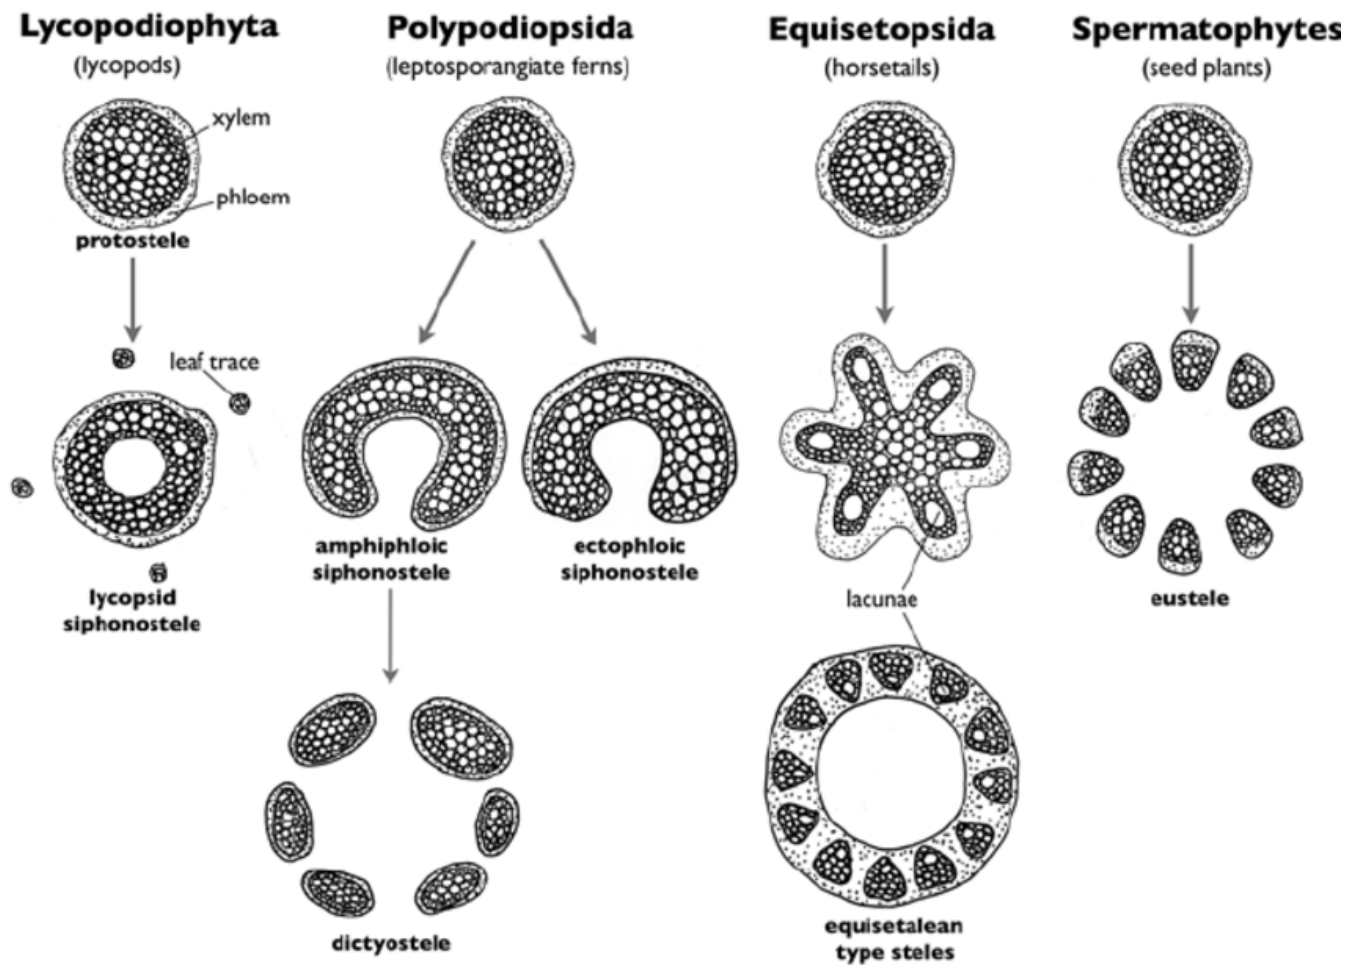 Lycopodiophyta
(lycopods)
Polypodiopsida
(leptosporangiate ferns)
Equisetopsida
(horsetails)
Spermatophytes
(seed plants)
xylem
phloem
protostele
leaf trace
lycopsid
siphonostele
amphiphloic
siphonostele
ectophloic
siphonostele
lacunae
eustele
dictyostele
equisetalean
type steles